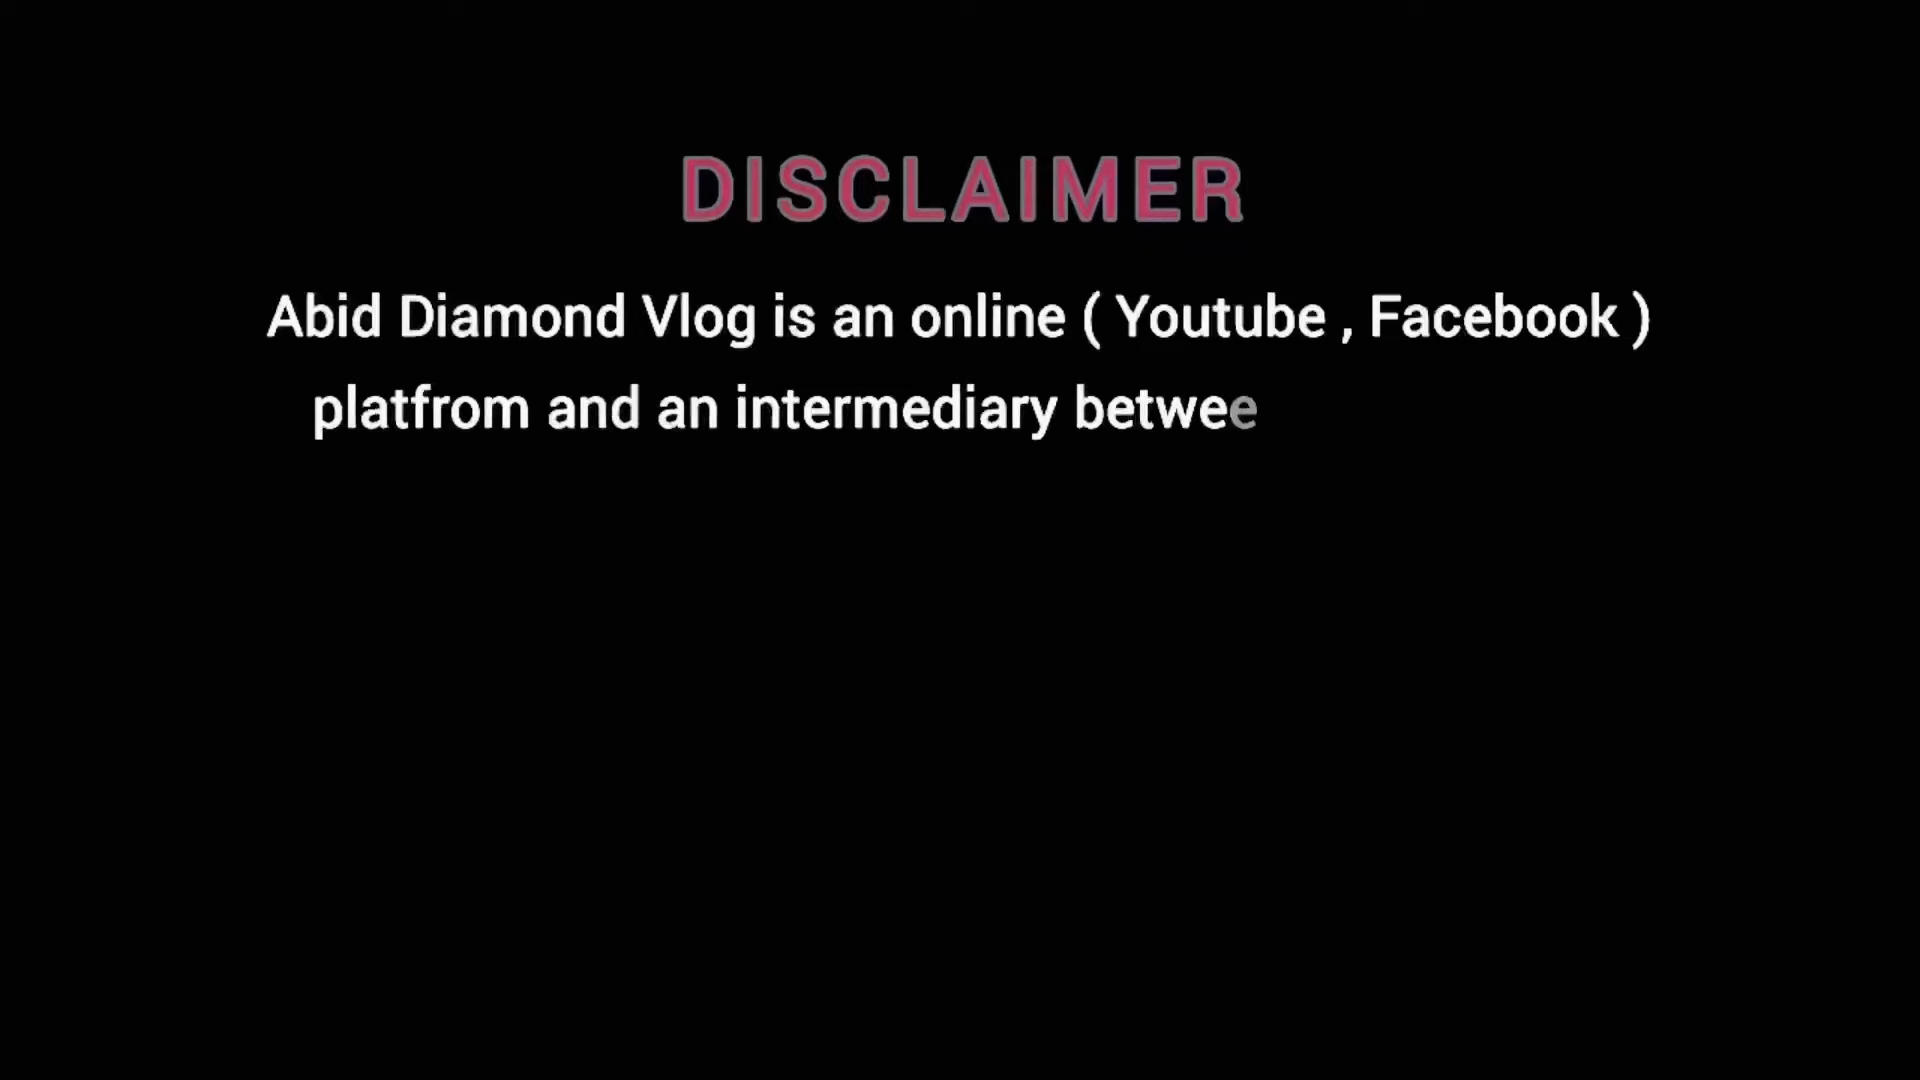 DISCLAIMER
Abid Diamond Vlog is an online ( Youtube , Facebook )
platfrom and an intermediary betwee